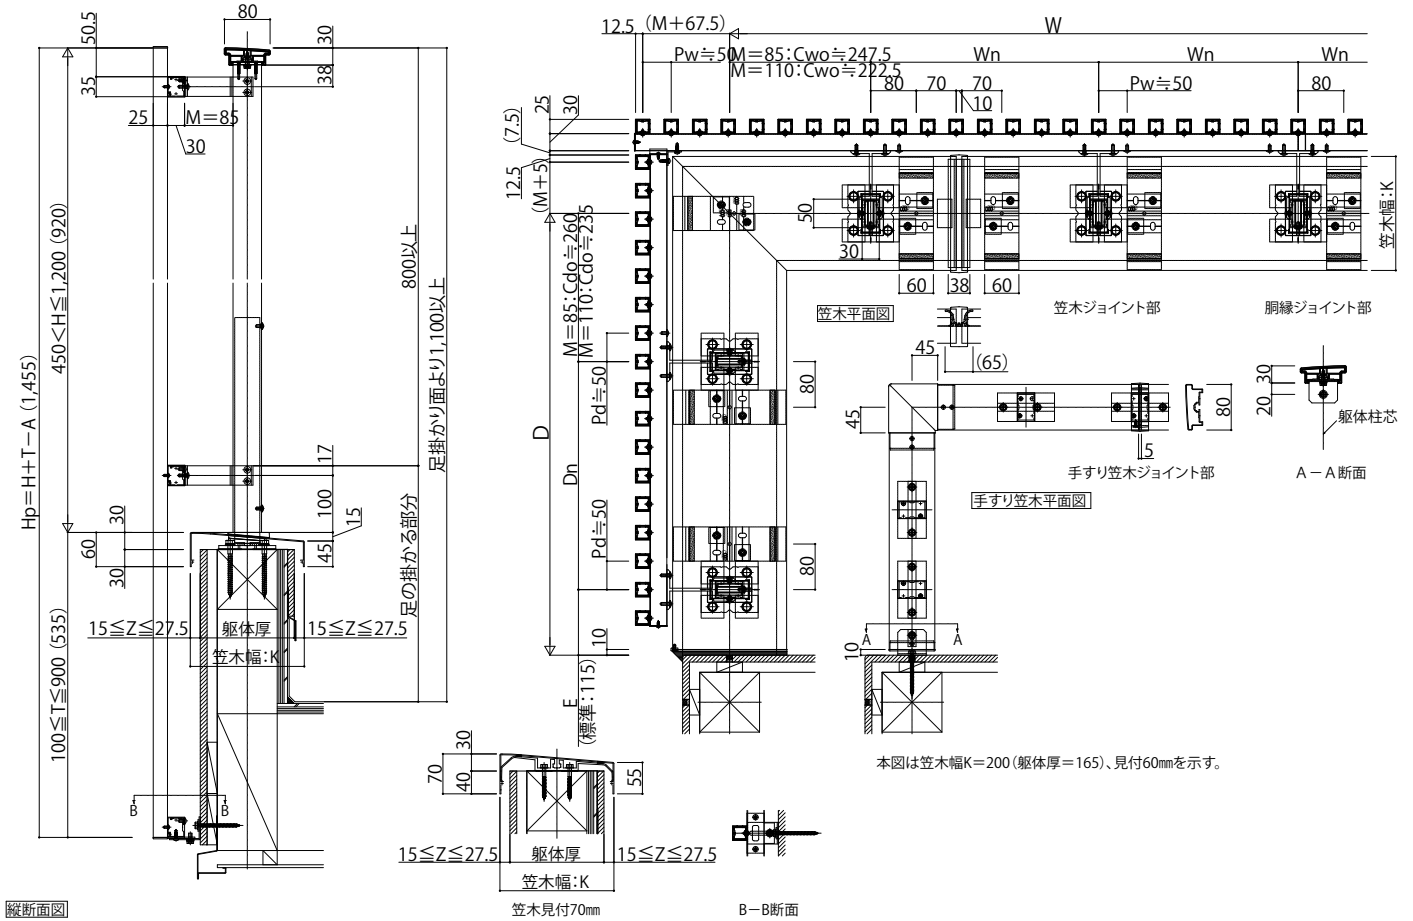 80
50.5
35
30
38
25
M=85
30
450<H≦1,200 (920)
Hp=H+T-A (1,455)
800以上
足掛かり面より1,100以上
足の掛かる部分
17
100
15
45
30
60
30
15≦Z≦27.5
躯体厚
15≦Z≦27.5
笠木幅:K
100≦T≦900 (535)
B
B
縦断面図
12.5
(M+67.5)
W
Pw≒50
M=85:Cwo≒247.5
M=110:Cwo≒222.5
Wn
Wn
Wn
80
70
70
10
Pw≒50
80
25
30
(7.5)
12.5
(M+5)
M=85:Cdo≒260
M=110:Cdo≒235
50
30
60
38
60
笠木幅:K
笠木平面図
笠木ジョイント部
胴縁ジョイント部
D
Dn
Pd≒50
80
Pd≒50
80
10
E
(標準:115)
(65)
45
45
80
5
手すり笠木ジョイント部
手すり笠木平面図
30
20
躯体柱芯
A-A断面
A
A
10
本図は笠木幅K=200(躯体厚=165)、見付60㎜を示す。
30
70
40
55
15≦Z≦27.5
躯体厚
15≦Z≦27.5
笠木幅:K
笠木見付70㎜
B-B断面